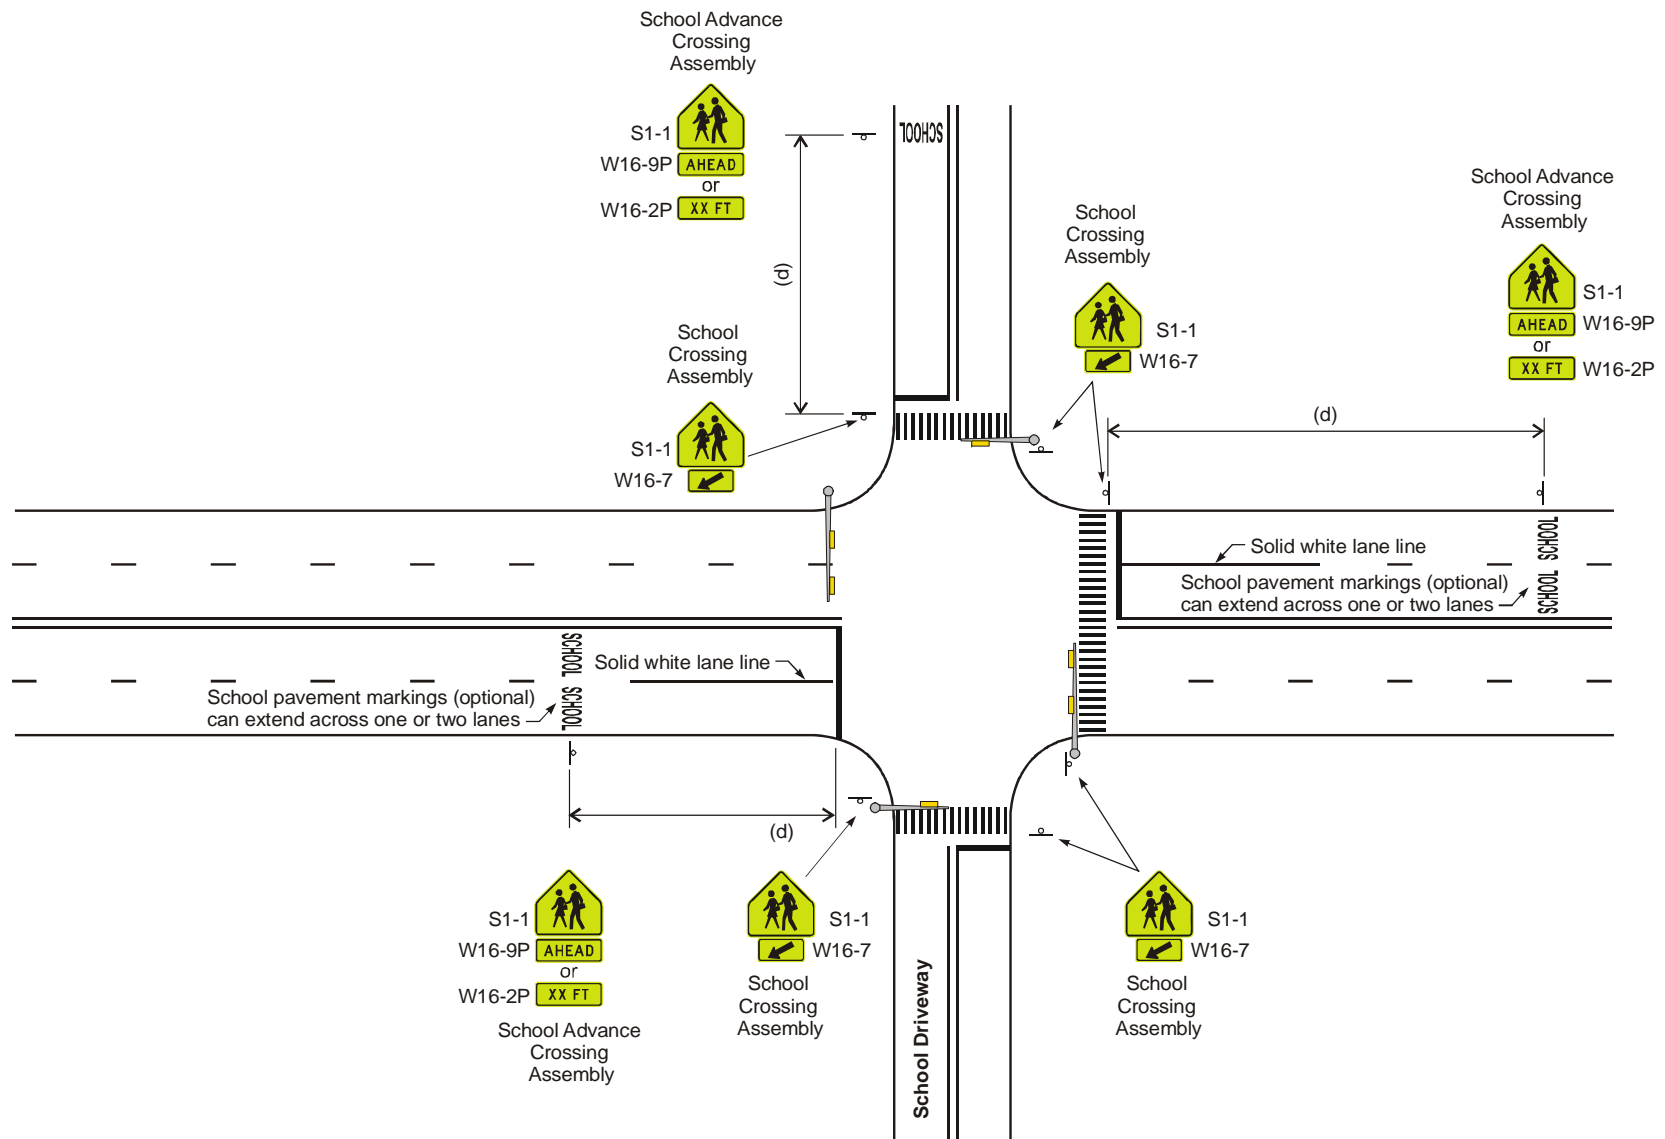 School Advance
Crossing
Assembly
S1-1
W16-9P
AHEAD
or
W16-2P
XX FT
SCHOOL
(d)
School
Crossing
Assembly
S1-1
W16-7
School
Crossing
Assembly
S1-1
W16-7
School Advance
Crossing
Assembly
S1-1
AHEAD
W16-9P
or
XX FT
W16-2P
(d)
Solid white lane line
School pavement markings (optional)
can extend across one or two lanes
SCHOOL SCHOOL
Solid white lane line
School pavement markings (optional)
can extend across one or two lanes
SCHOOL SCHOOL
(d)
S1-1
W16-9P
AHEAD
or
W16-2P
XX FT
School Advance
Crossing
Assembly
S1-1
W16-7
School
Crossing
Assembly
School Driveway
S1-1
W16-7
School
Crossing
Assembly